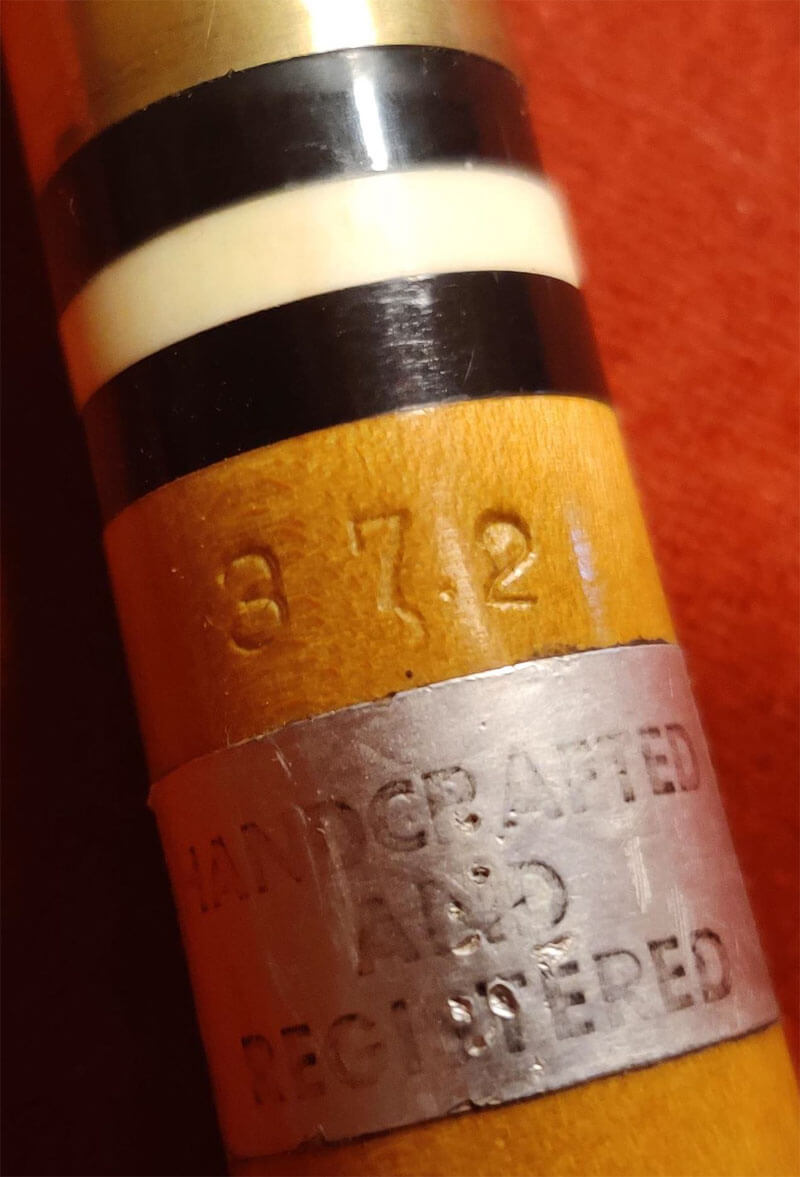 372
HANDCRAFTED
AND
REGISTERED